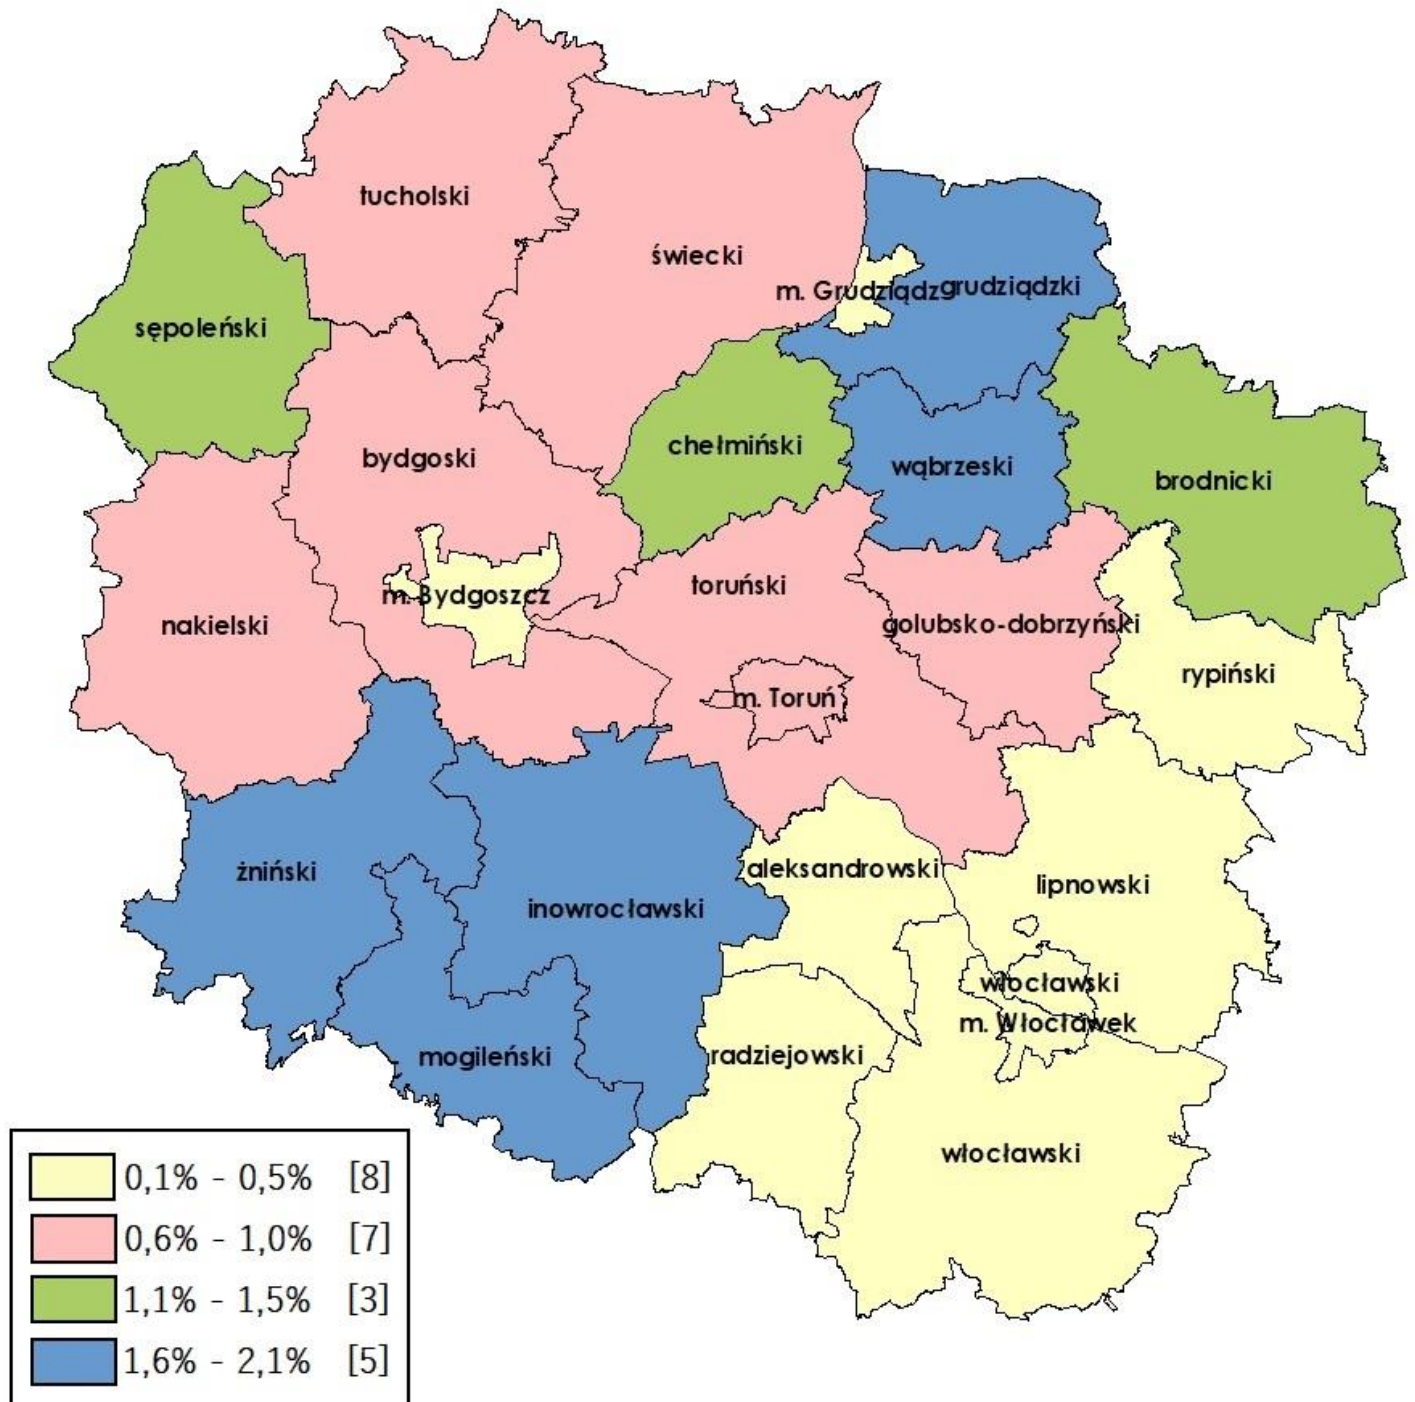 tucholski
świecki
m. Grudziądz
grudziądzki
sępoleński
chełmiński
bydgoski
wąbrzeski
brodnicki
toruński
m. Bydgoszcz
nakielski
golubsko-dobrzyński
rypiński
m. Toruń
żniński
aleksandrowski
lipnowski
inowrocławski
włocławski
m. Włocławek
mogileński
radziejowski
włocławski
0,1% - 0,5% [8]
0,6% - 1,0% [7]
1,1% - 1,5% [3]
1,6% - 2,1% [5]